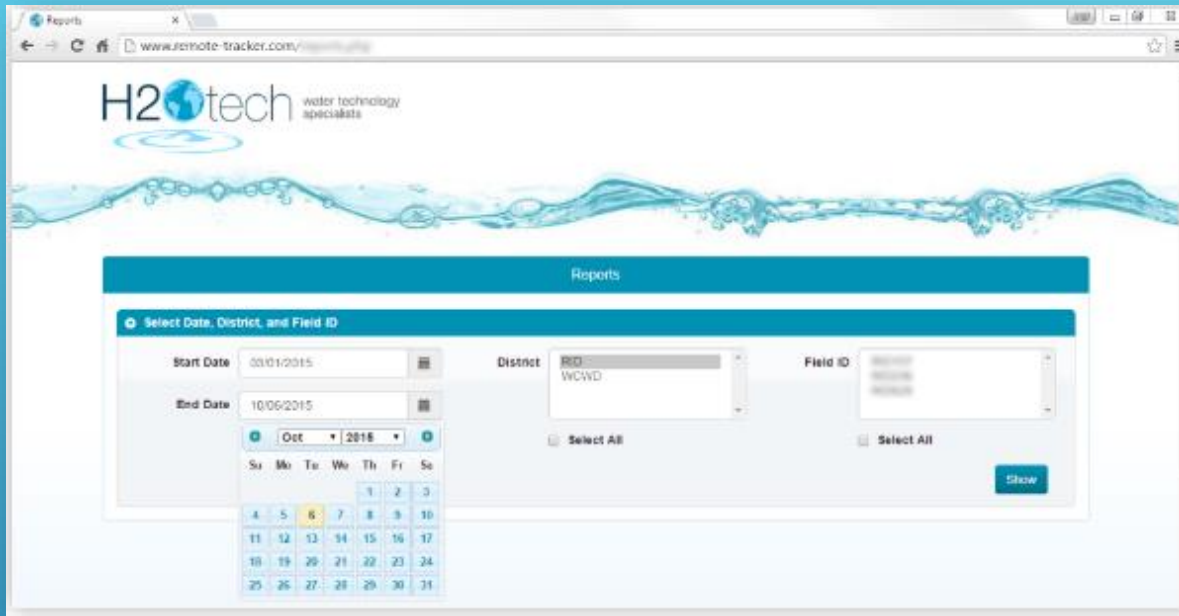 Reports
www.remote-tracker.com/
H2Otech water technology
specialists
Reports
Select Date, District, and Field ID
Start Date 03/01/2015 District RID Field ID
WCWD
End Date 10/06/2015
Oct 2015 Select All Select All
Su Mo Tu We Th Fr Sa
Show
1 2 3
4 5 6 7 8 9 10
11 12 13 14 15 16 17
18 19 20 21 22 23 24
25 26 27 28 29 30 31